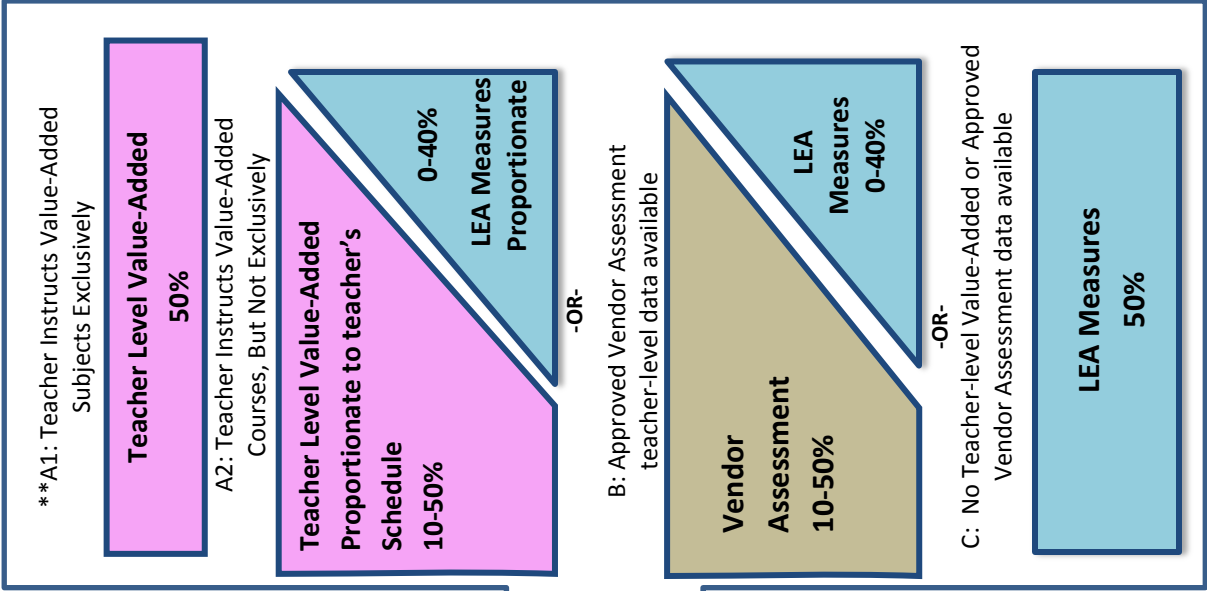 **A1: Teacher Instructs Value-Added
Subjects Exclusively
Teacher Level Value-Added
50%
A2: Teacher Instructs Value-Added
Courses, But Not Exclusively
Teacher Level Value-Added
Proportionate to teacher’s
Schedule
10-50%
0-40%
LEA Measures
Proportionate
-OR-
B: Approved Vendor Assessment
teacher-level data available
Vendor
Assessment
10-50%
LEA
Measures
0-40%
-OR-
C: No Teacher-level Value-Added or Approved
Vendor Assessment data available
LEA Measures
50%